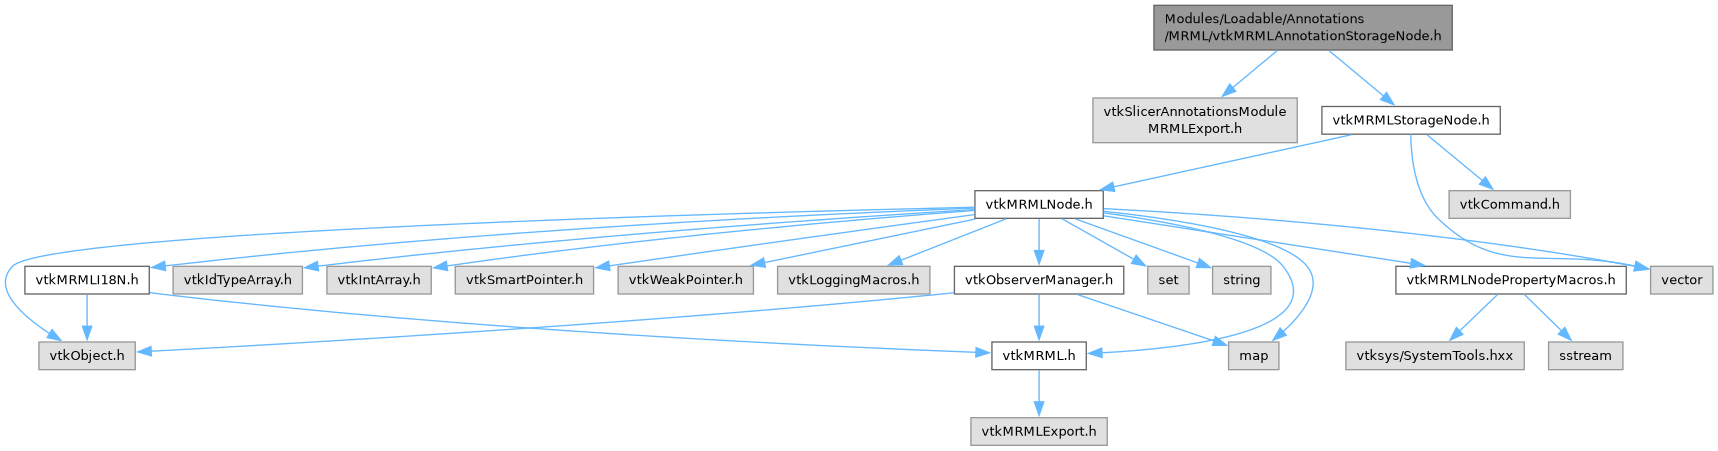 Modules/Loadable/Annotations
/MRML/vtkMRMLAnnotationStorageNode.h
vtkSlicerAnnotationsModule
MRMLExport.h
vtkMRMLStorageNode.h
vtkMRMLNode.h
vtkCommand.h
vtkMRMLI18N.h
vtkIdTypeArray.h
vtkIntArray.h
vtkSmartPointer.h
vtkWeakPointer.h
vtkLoggingMacros.h
vtkObserverManager.h
set
string
vtkMRMLNodePropertyMacros.h
vector
vtkObject.h
vtkMRML.h
map
vtksys/SystemTools.hxx
sstream
vtkMRMLExport.h